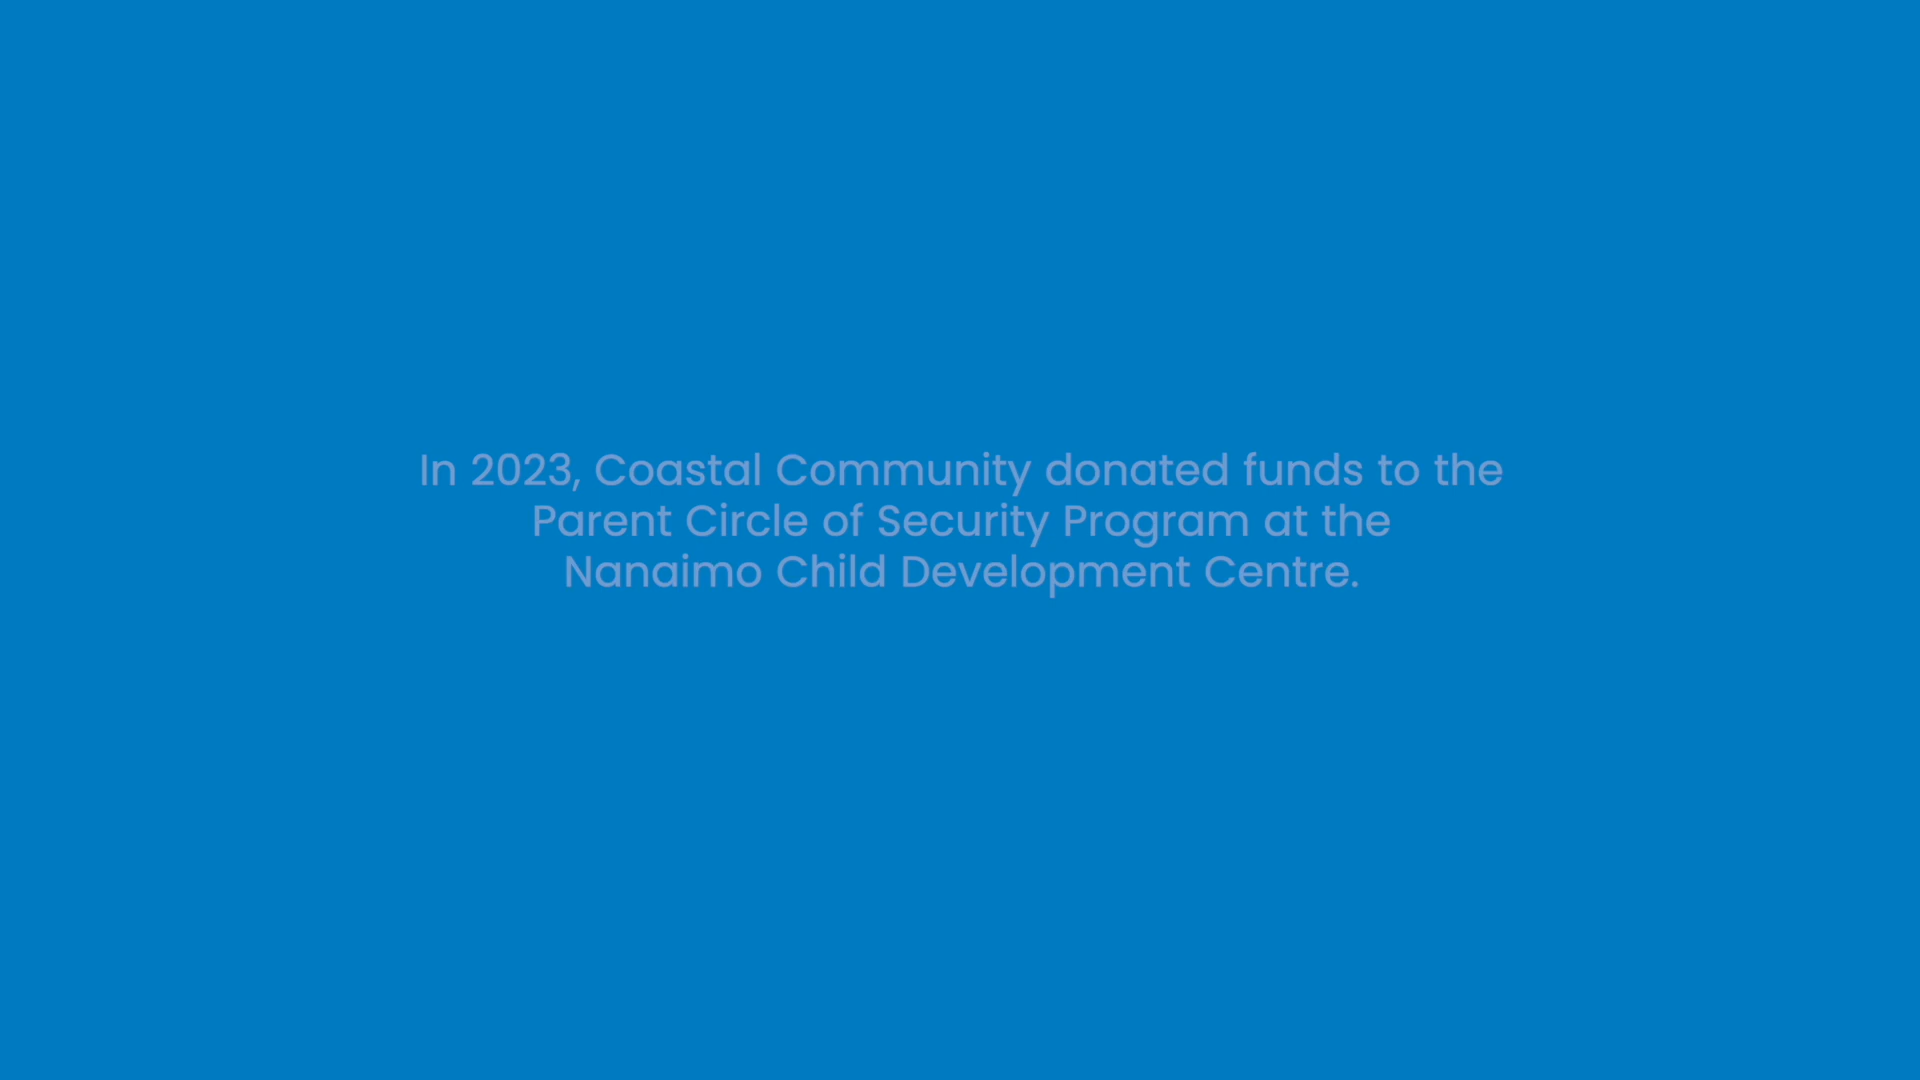 In 2023, Coastal Community donated funds to the
Parent Circle of Security Program at the
Nanaimo Child Development Centre.